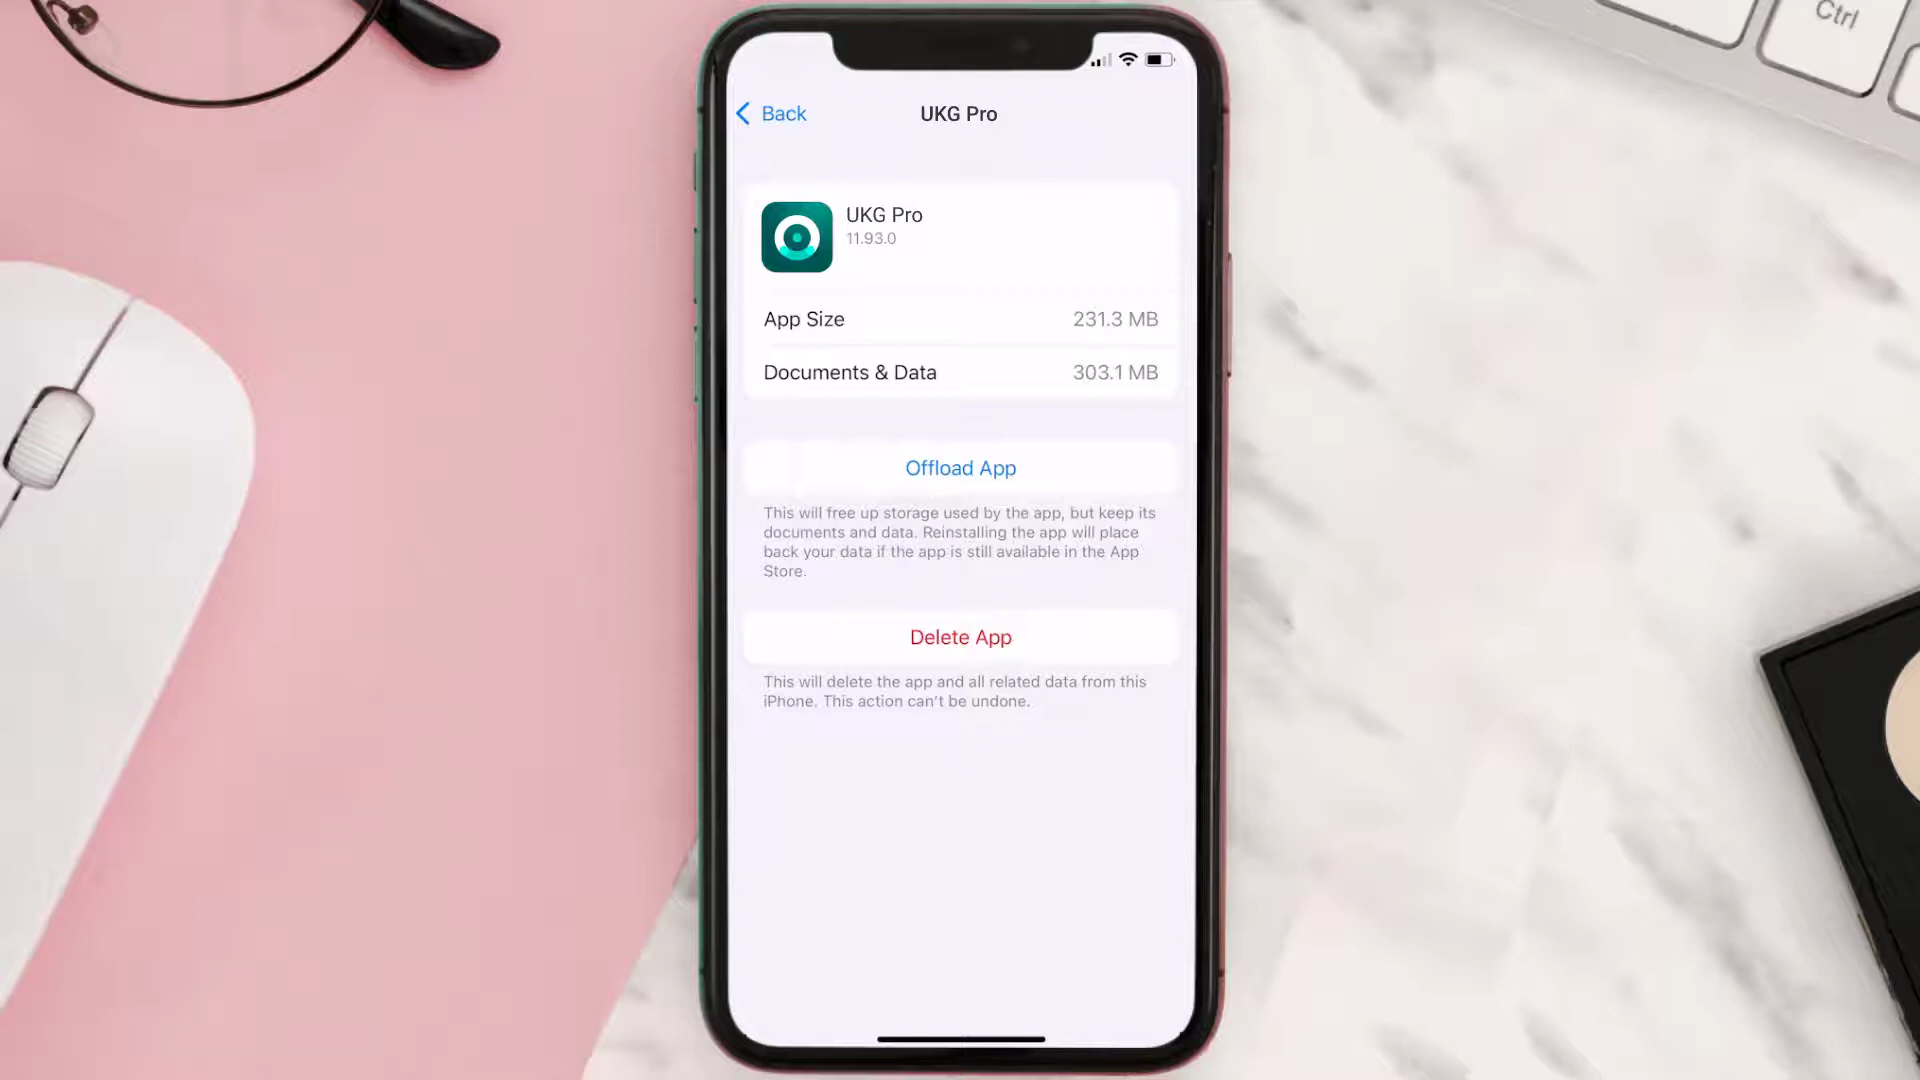 Ctrl
Back
UKG Pro
UKG Pro
11.93.0
App Size
231.3 MB
Documents & Data
303.1 MB
Offload App
This will free up storage used by the app, but keep its
documents and data. Reinstalling the app will place
back your data if the app is still available in the App
Store.
Delete App
This will delete the app and all related data from this
iPhone. This action can't be undone.